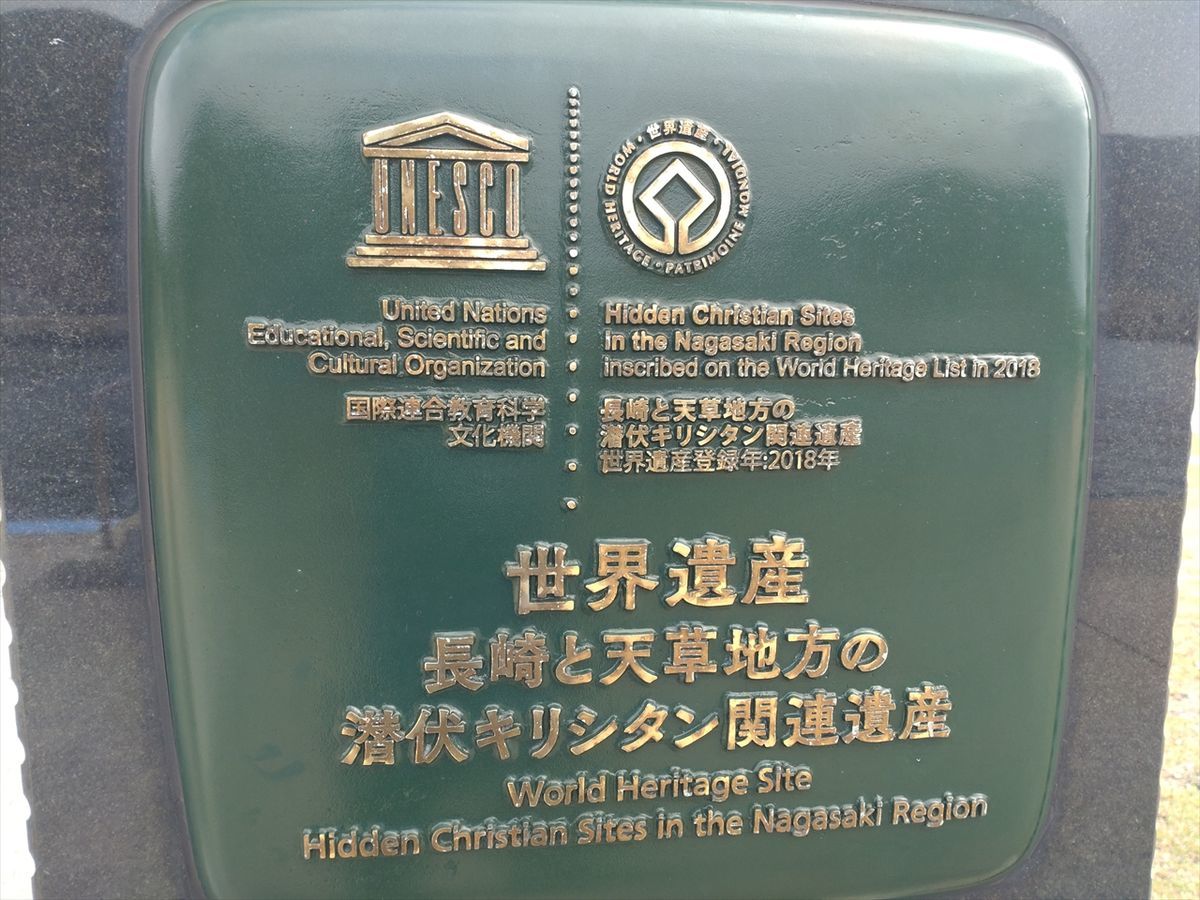 UNESCO
United Nations
Educational, Scientific and
Cultural Organization
国際連合教育科学
文化機関
世界遺産・WORLD HERITAGE・PATRIMOINE MONDIAL・
Hidden Christian Sites
in the Nagasaki Region
inscribed on the World Heritage List in 2018
長崎と天草地方の
潜伏キリシタン関連遺産
世界遺産登録年:2018年
世界遺産
長崎と天草地方の
潜伏キリシタン関連遺産
World Heritage Site
Hidden Christian Sites in the Nagasaki Region